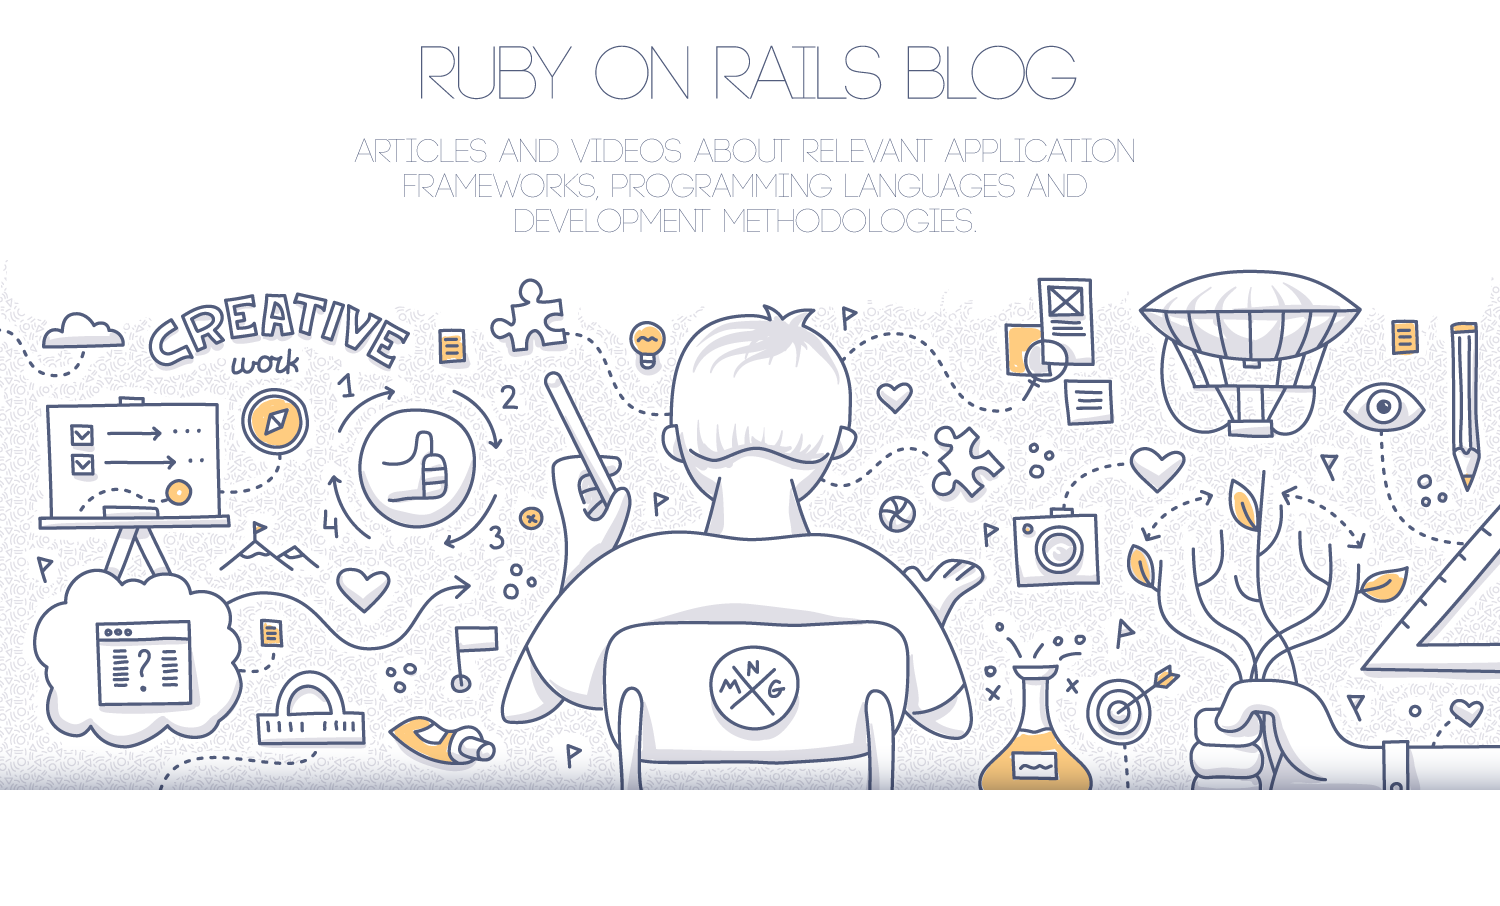 RUBY ON RAILS BLOG
ARTICLES AND VIDEOS ABOUT RELEVANT APPLICATION
FRAMEWORKS, PROGRAMMING LANGUAGES AND
DEVELOPMENT METHODOLOGIES.
CREATIVE
work
1
2
3
4
?
N
M G